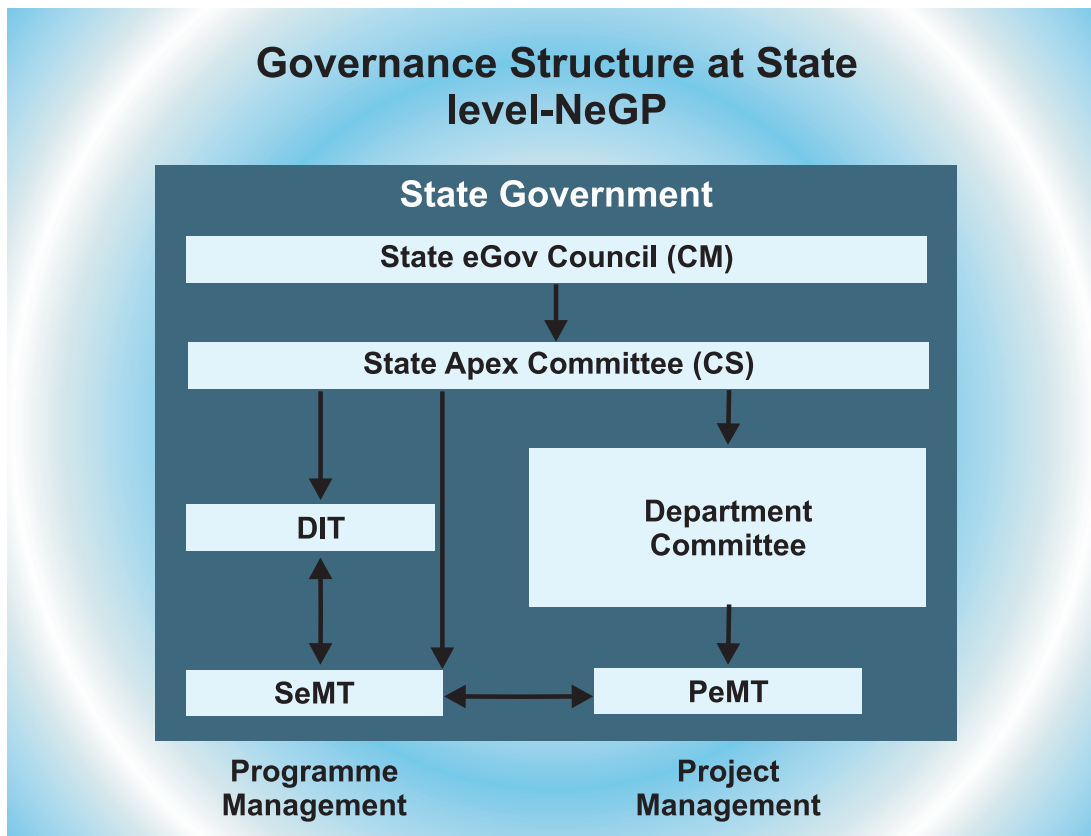 Governance Structure at State
level-NeGP
State Government
State eGov Council (CM)
State Apex Committee (CS)
DIT
Department
Committee
SeMT
PeMT
Programme
Management
Project
Management